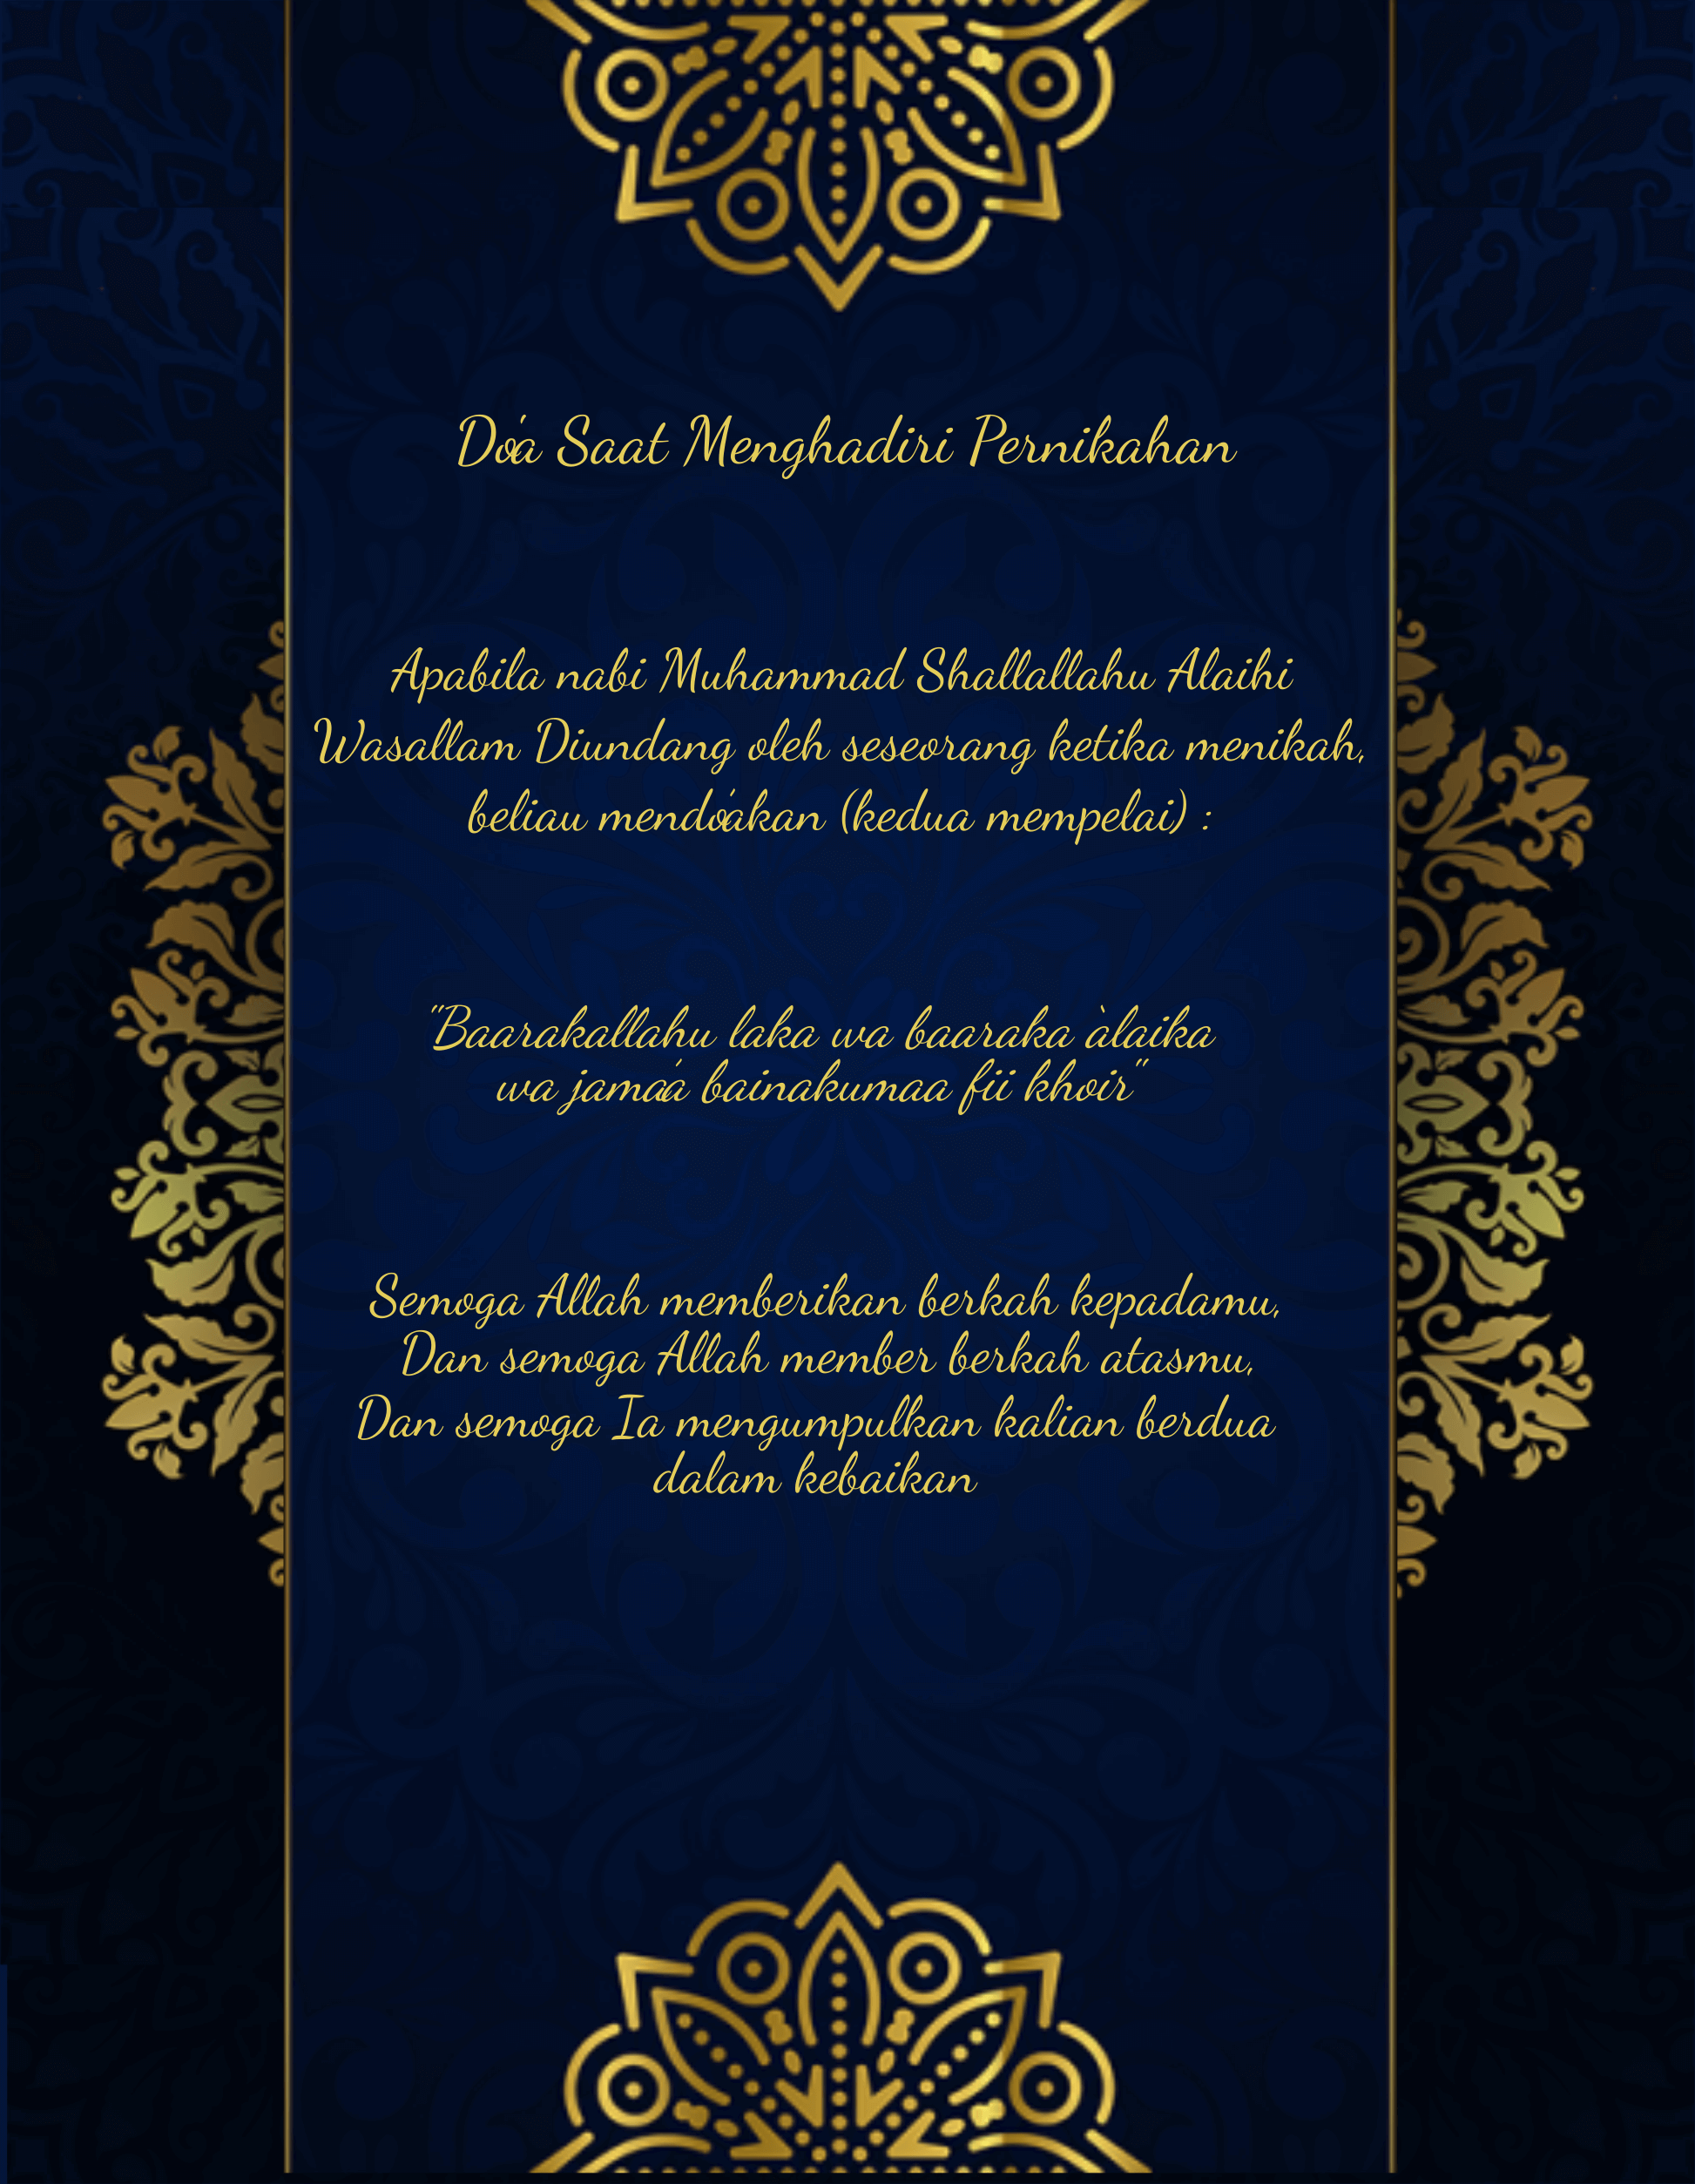 Do'a Saat Menghadiri Pernikahan
Apabila nabi Muhammad Shallallahu Alaihi
Wasallam Diundang oleh seseorang ketika menikah,
beliau mendo'akan (kedua mempelai) :
"Baarakallahu laka wa baaraka `alaika
wa jama'a bainakumaa fii khoir"
Semoga Allah memberikan berkah kepadamu,
Dan semoga Allah member berkah atasmu,
Dan semoga Ia mengumpulkan kalian berdua
dalam kebaikan